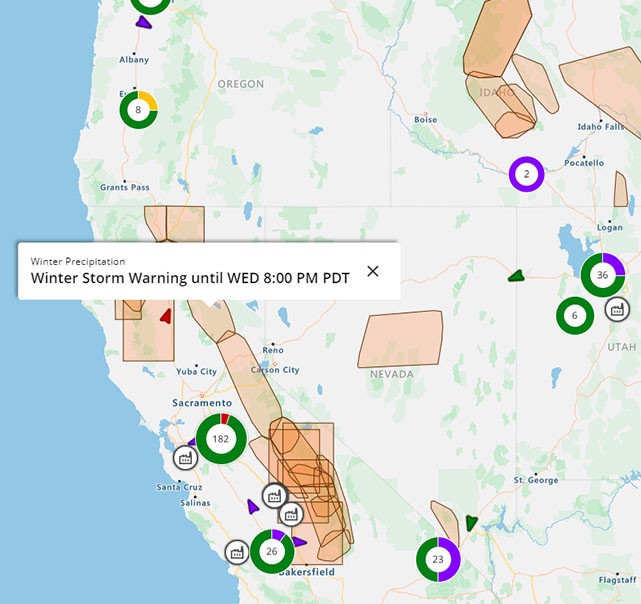 Albany
Eu
8
OREGON
IDAHO
Boise
Idaho Falls
Pocatello
2
Grants Pass
Logan
Winter Precipitation
Winter Storm Warning until WED 8:00 PM PDT
36
6
Reno
Carson City
NEVADA
UTAH
Yuba City
Sacramento
182
Santa Cruz
Salinas
St. George
26
23
Bakersfield
Flagstaff